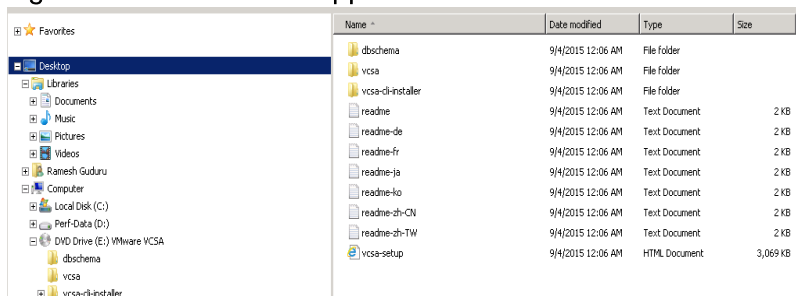 Favorites
Desktop
Libraries
Documents
Music
Pictures
Videos
Ramesh Guduru
Computer
Local Disk (C:)
Perf-Data (D:)
DVD Drive (E:) VMware VCSA
dbschema
vcsa
vcsa-cli-installer
Name Date modified Type Size
dbschema 9/4/2015 12:06 AM File folder
vcsa 9/4/2015 12:06 AM File folder
vcsa-cli-installer 9/4/2015 12:06 AM File folder
readme 9/4/2015 12:06 AM Text Document 2 KB
readme-de 9/4/2015 12:06 AM Text Document 2 KB
readme-fr 9/4/2015 12:06 AM Text Document 2 KB
readme-ja 9/4/2015 12:06 AM Text Document 2 KB
readme-ko 9/4/2015 12:06 AM Text Document 2 KB
readme-zh-CN 9/4/2015 12:06 AM Text Document 2 KB
readme-zh-TW 9/4/2015 12:06 AM Text Document 2 KB
vcsa-setup 9/4/2015 12:06 AM HTML Document 3,069 KB